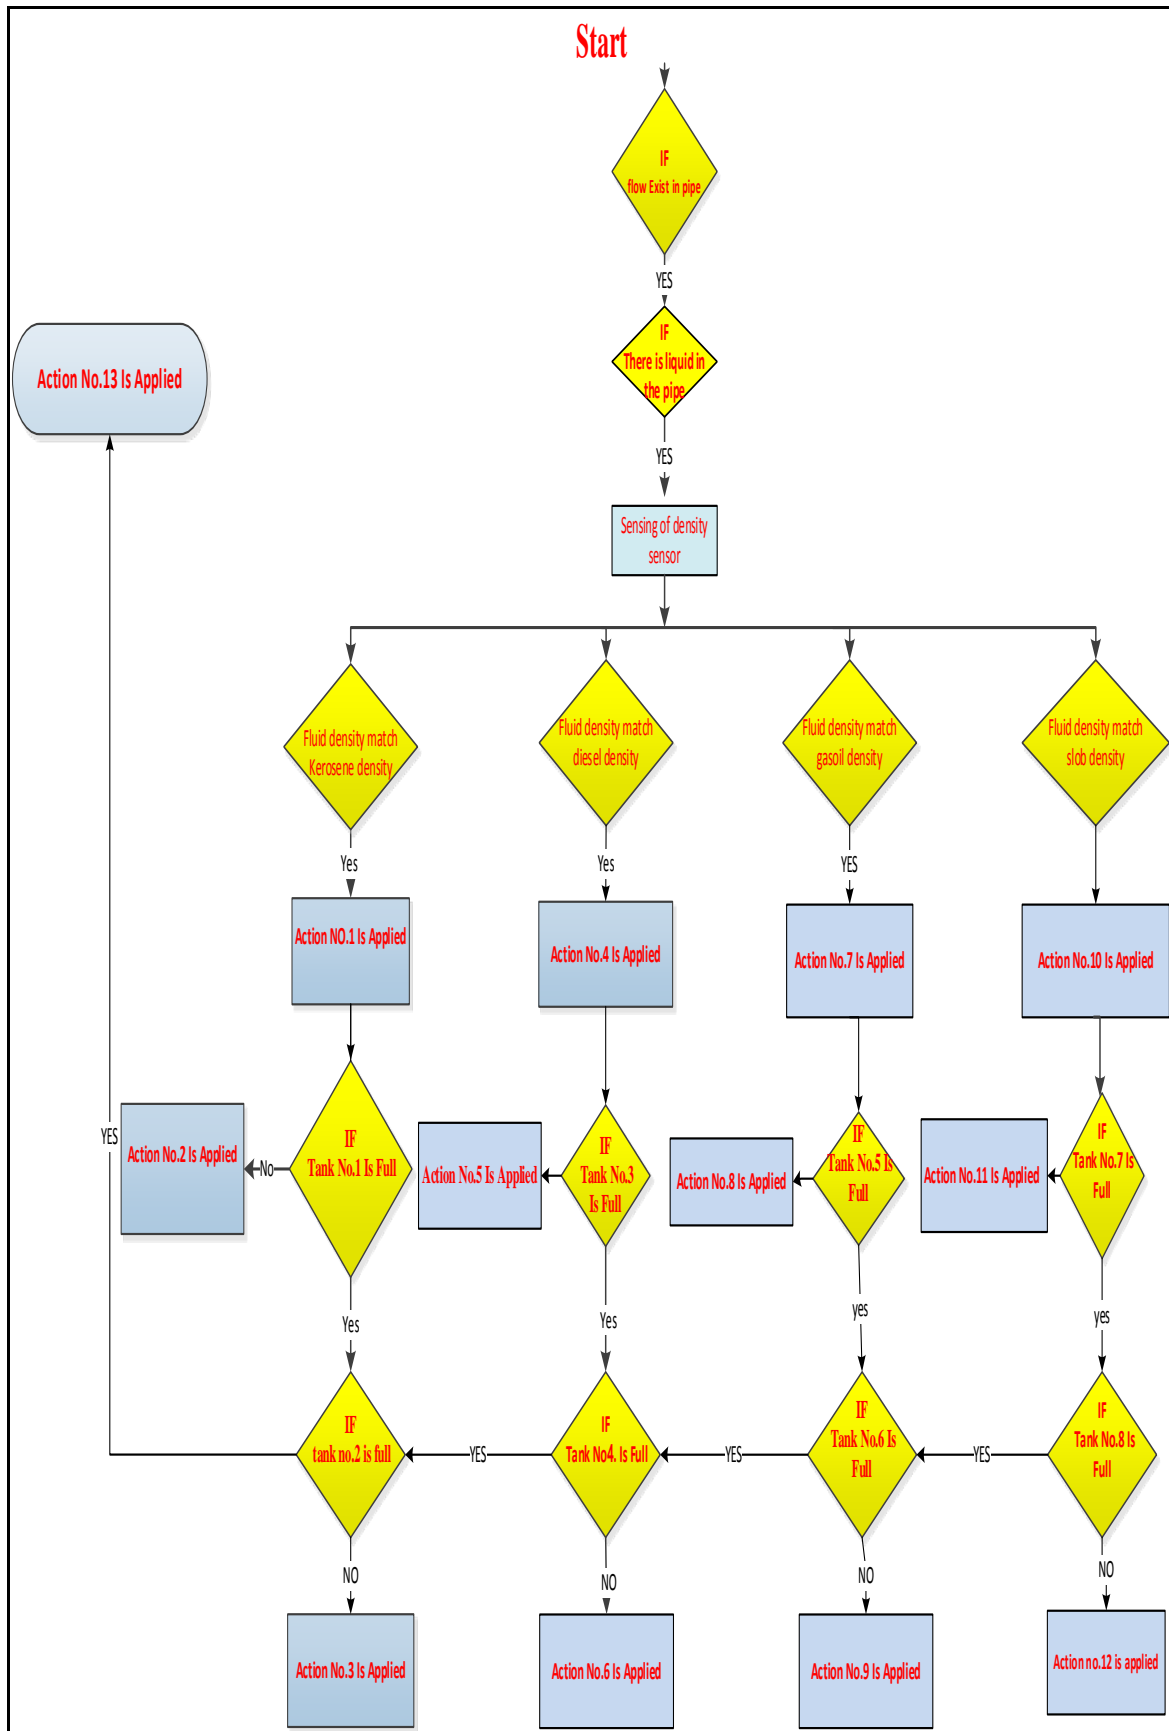 Start
IF
flow Exist in pipe
YES
IF
There is liquid in
the pipe
YES
Action No.13 Is Applied
Sensing of density
sensor
Fluid density match
Kerosene density
Fluid density match
diesel density
Fluid density match
gasoil density
Fluid density match
slob density
Yes
Yes
YES
Action NO.1 Is Applied
Action No.4 Is Applied
Action No.7 Is Applied
Action No.10 Is Applied
YES
Action No.2 Is Applied
No
IF
Tank No.1 Is Full
Action No.5 Is Applied
IF
Tank No.3
Is Full
Action No.8 Is Applied
IF
Tank No.5 Is
Full
Action No.11 Is Applied
IF
Tank No.7 Is
Full
Yes
Yes
yes
yes
IF
tank no.2 is full
YES
IF
Tank No4. Is Full
YES
IF
Tank No.6 Is
Full
YES
IF
Tank No.8 Is
Full
NO
NO
NO
NO
Action No.3 Is Applied
Action No.6 Is Applied
Action No.9 Is Applied
Action no.12 is applied